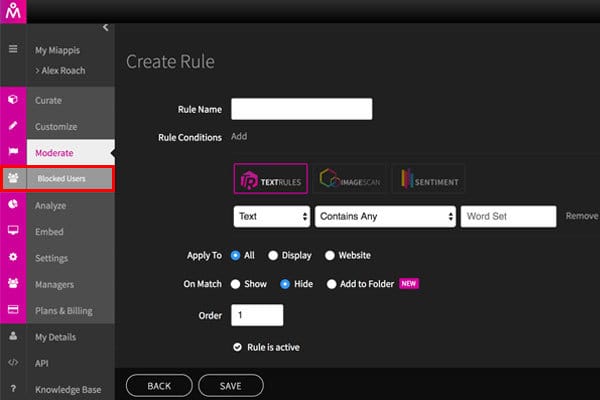 My Miappis
> Alex Roach
Curate
Customize
Moderate
Blocked Users
Analyze
Embed
Settings
Managers
Plans & Billing
My Details
</> API
? Knowledge Base
Create Rule
Rule Name
Rule Conditions Add
TEXTRULES IMAGESCAN SENTIMENT
Text Contains Any Word Set Remove
Apply To All Display Website
On Match Show Hide Add to Folder NEW
Order 1
Rule is active
BACK SAVE